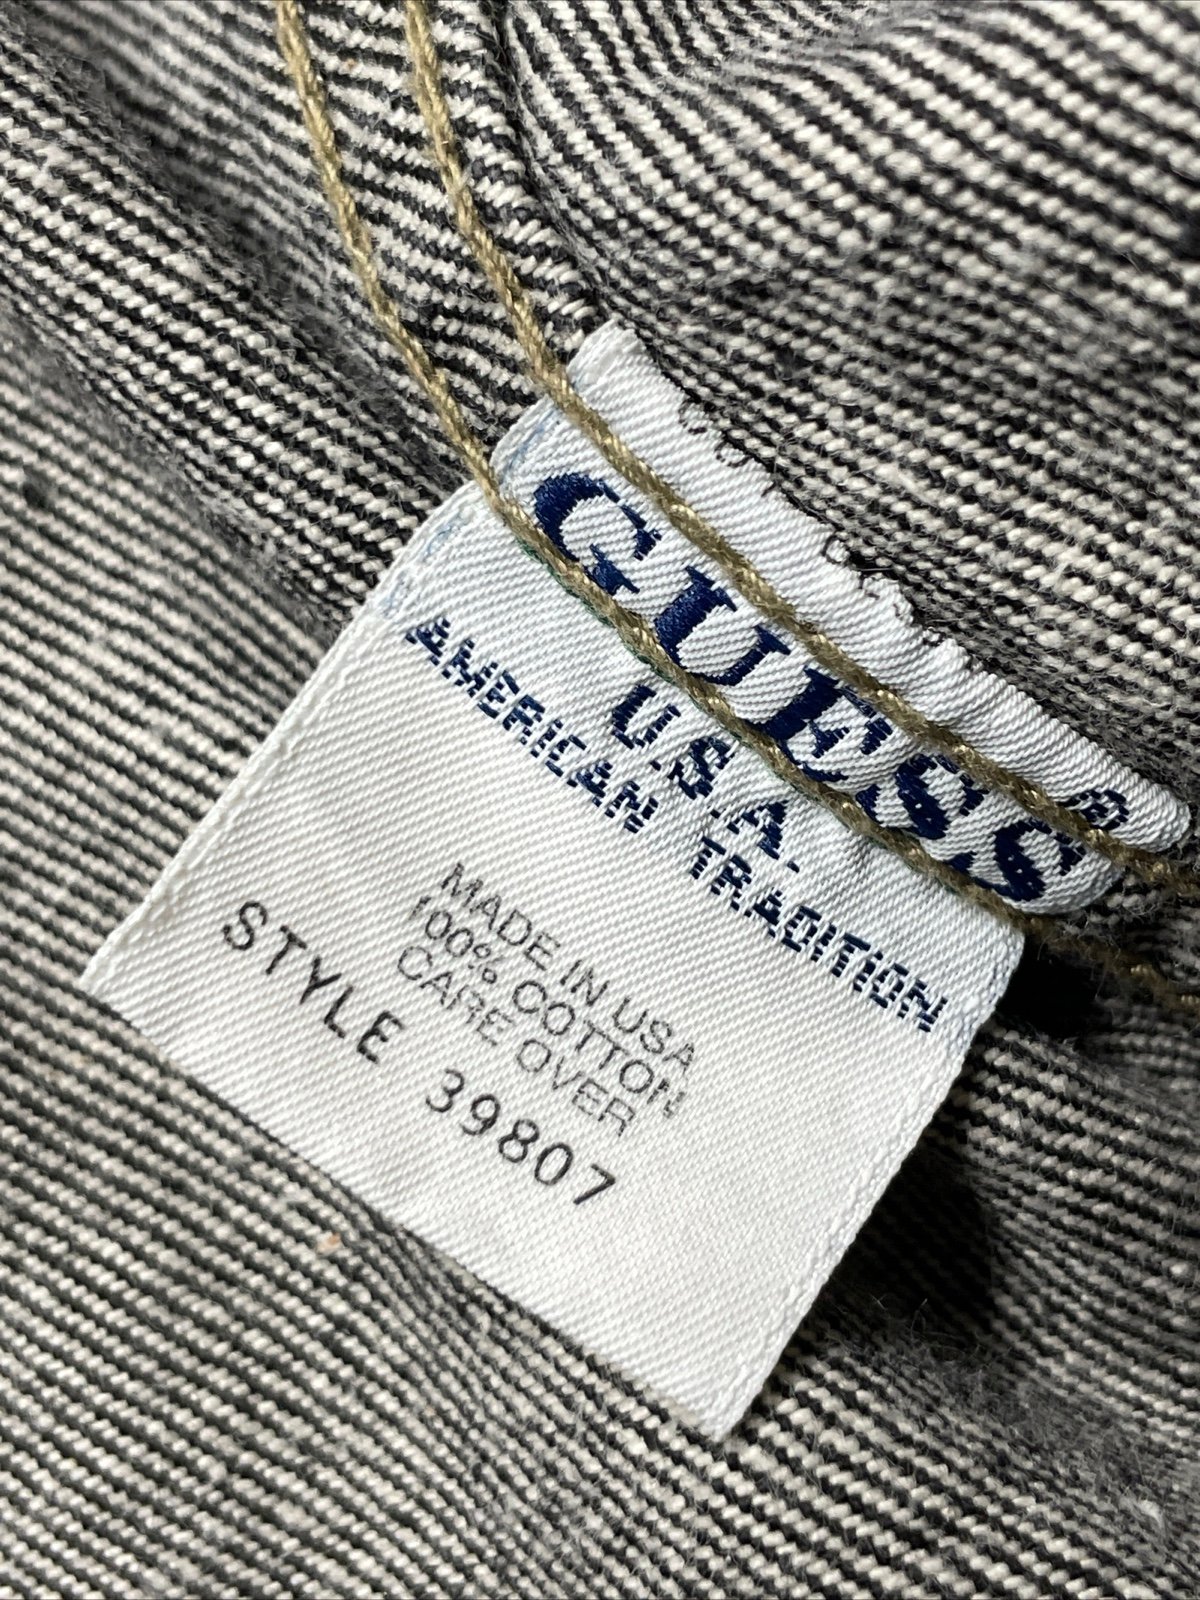 GUESS®
U.S.A.
AMERICAN TRADITION
MADE IN USA
100% COTTON
CARE OVER
STYLE 39807